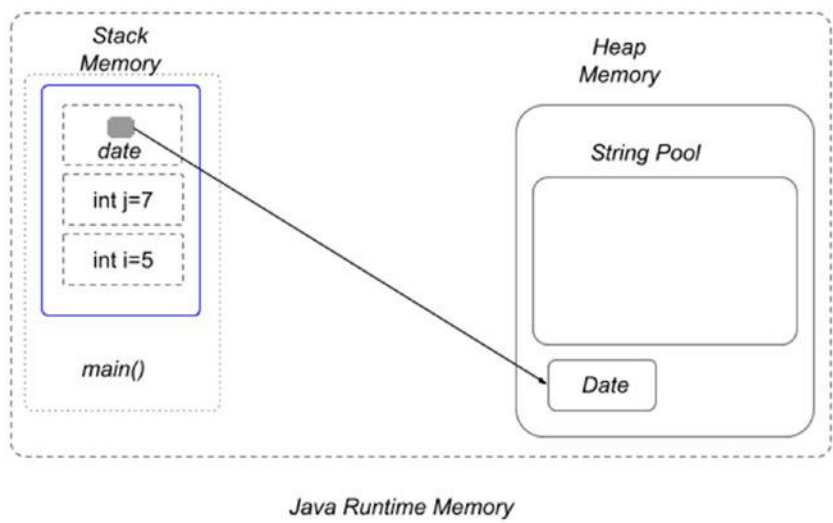 Stack
Memory
date
int j=7
int i=5
main()
Heap
Memory
String Pool
Date
Java Runtime Memory